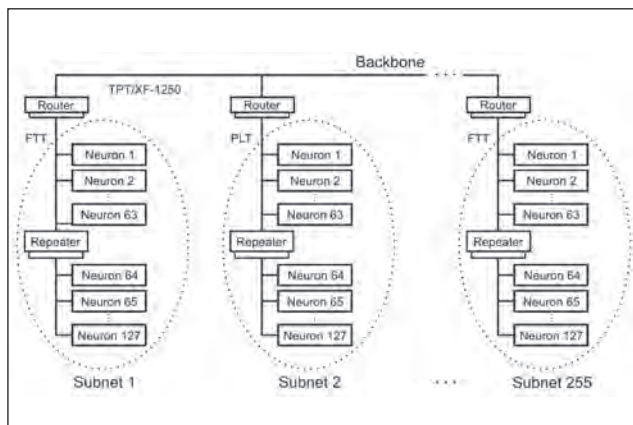 Backbone
TPT/XF-1250
Router
Router
Router
FTT
PLT
FTT
Neuron 1
Neuron 1
Neuron 1
Neuron 2
Neuron 2
Neuron 2
Neuron 63
Neuron 63
Neuron 63
Repeater
Repeater
Repeater
Neuron 64
Neuron 64
Neuron 64
Neuron 65
Neuron 65
Neuron 65
Neuron 127
Neuron 127
Neuron 127
Subnet 1
Subnet 2
Subnet 255